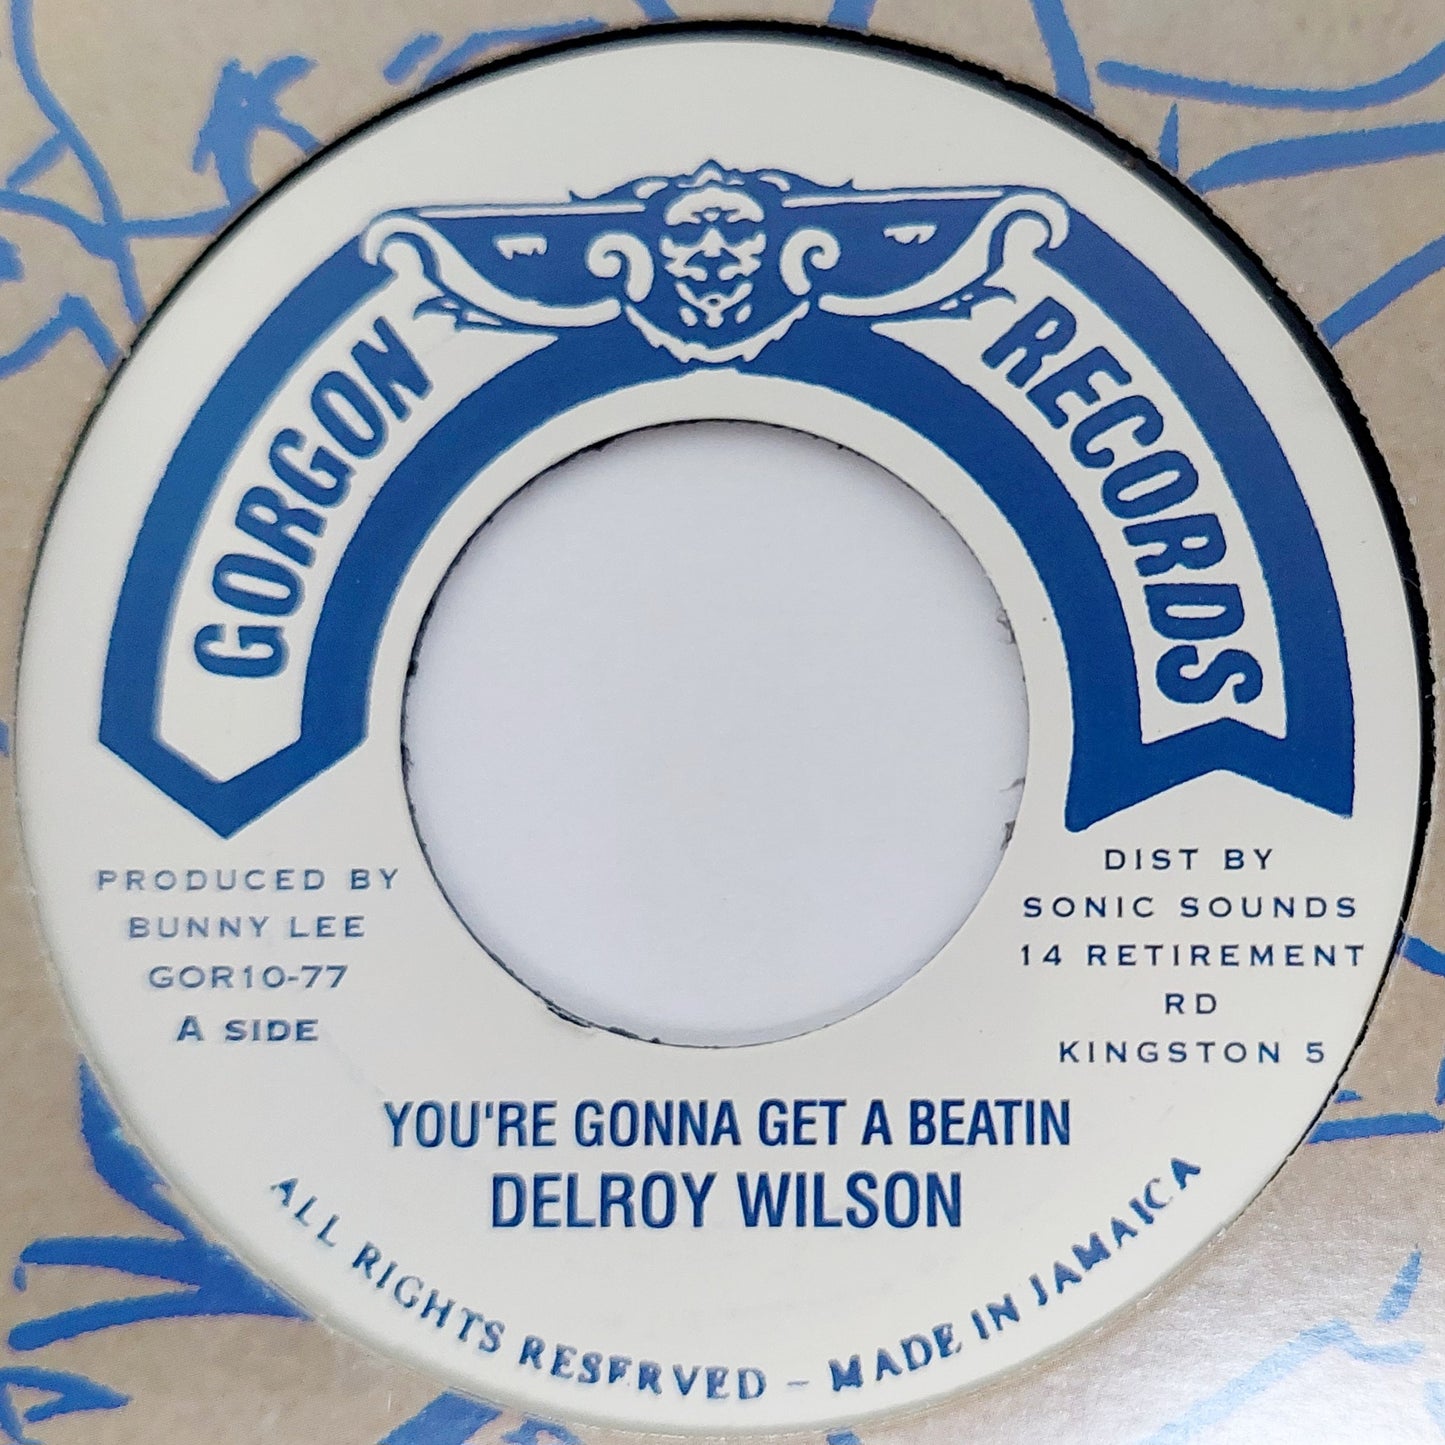 GORGON RECORDS
PRODUCED BY
BUNNY LEE
GOR10-77
A SIDE
DIST BY
SONIC SOUNDS
14 RETIREMENT
RD
KINGSTON 5
YOU'RE GONNA GET A BEATIN
DELROY WILSON
ALL RIGHTS RESERVED – MADE IN JAMAICA